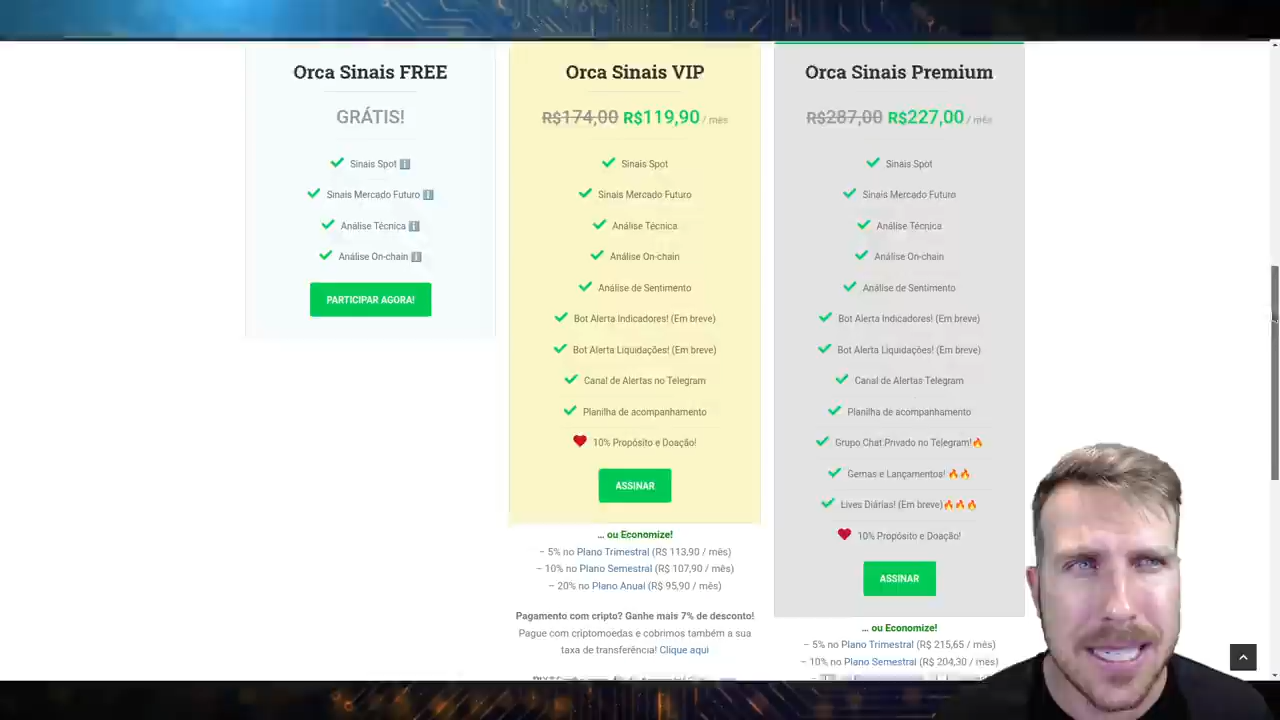 Orca Sinais FREE
GRÁTIS!
Sinais Spot
Sinais Mercado Futuro
Análise Técnica
Análise On-chain
PARTICIPAR AGORA!
Orca Sinais VIP
R$174,00 R$119,90 / mês
Sinais Spot
Sinais Mercado Futuro
Análise Técnica
Análise On-chain
Análise de Sentimento
Bot Alerta Indicadores! (Em breve)
Bot Alerta Liquidações! (Em breve)
Canal de Alertas no Telegram
Planilha de acompanhamento
10% Propósito e Doação!
ASSINAR
... ou Economize!
– 5% no Plano Trimestral (R$ 113,90 / mês)
– 10% no Plano Semestral (R$ 107,90 / mês)
– 20% no Plano Anual (R$ 95,90 / mês)
Pagamento com cripto? Ganhe mais 7% de desconto!
Pague com criptomoedas e cobrimos também a sua
taxa de transferência! Clique aqui
Orca Sinais Premium
R$287,00 R$227,00 / mês
Sinais Spot
Sinais Mercado Futuro
Análise Técnica
Análise On-chain
Análise de Sentimento
Bot Alerta Indicadores! (Em breve)
Bot Alerta Liquidações! (Em breve)
Canal de Alertas Telegram
Planilha de acompanhamento
Grupo Chat Privado no Telegram!🔥
Gemas e Lançamentos! 🔥🔥
Lives Diárias! (Em breve)🔥🔥🔥
10% Propósito e Doação!
ASSINAR
... ou Economize!
– 5% no Plano Trimestral (R$ 215,65 / mês)
– 10% no Plano Semestral (R$ 204,30 / mês)